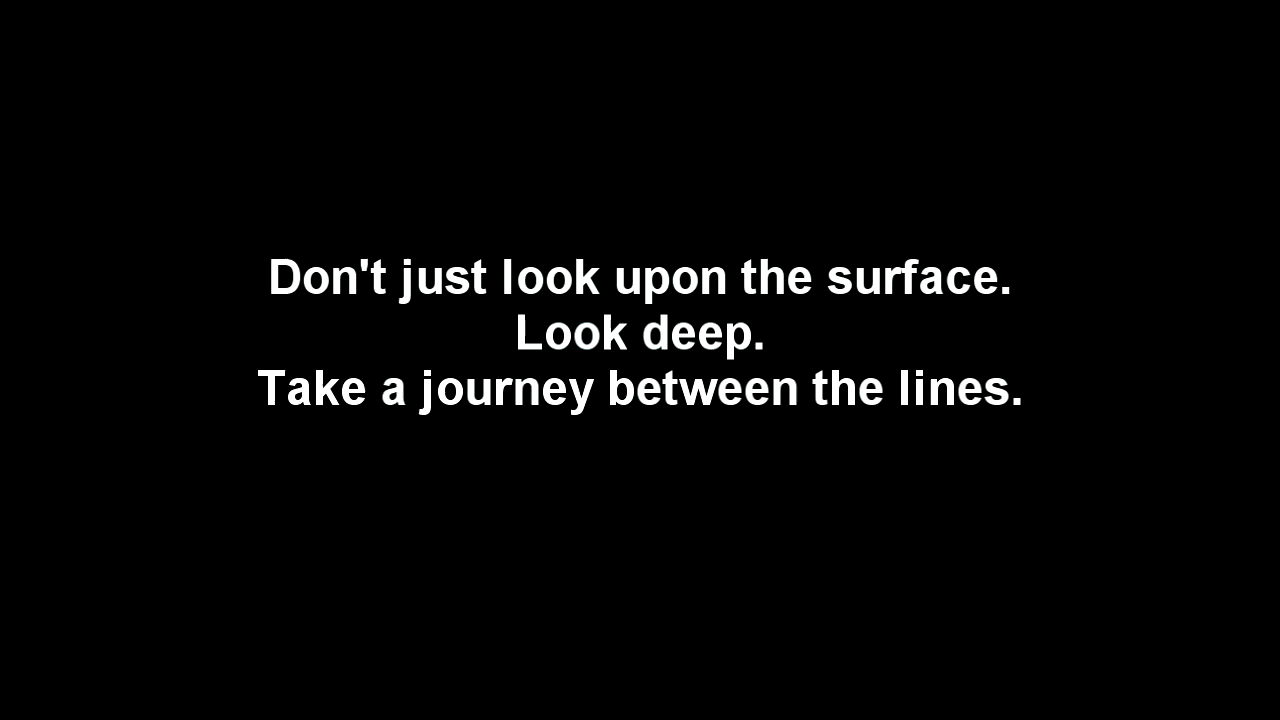 Don't just look upon the surface.
Look deep.
Take a journey between the lines.